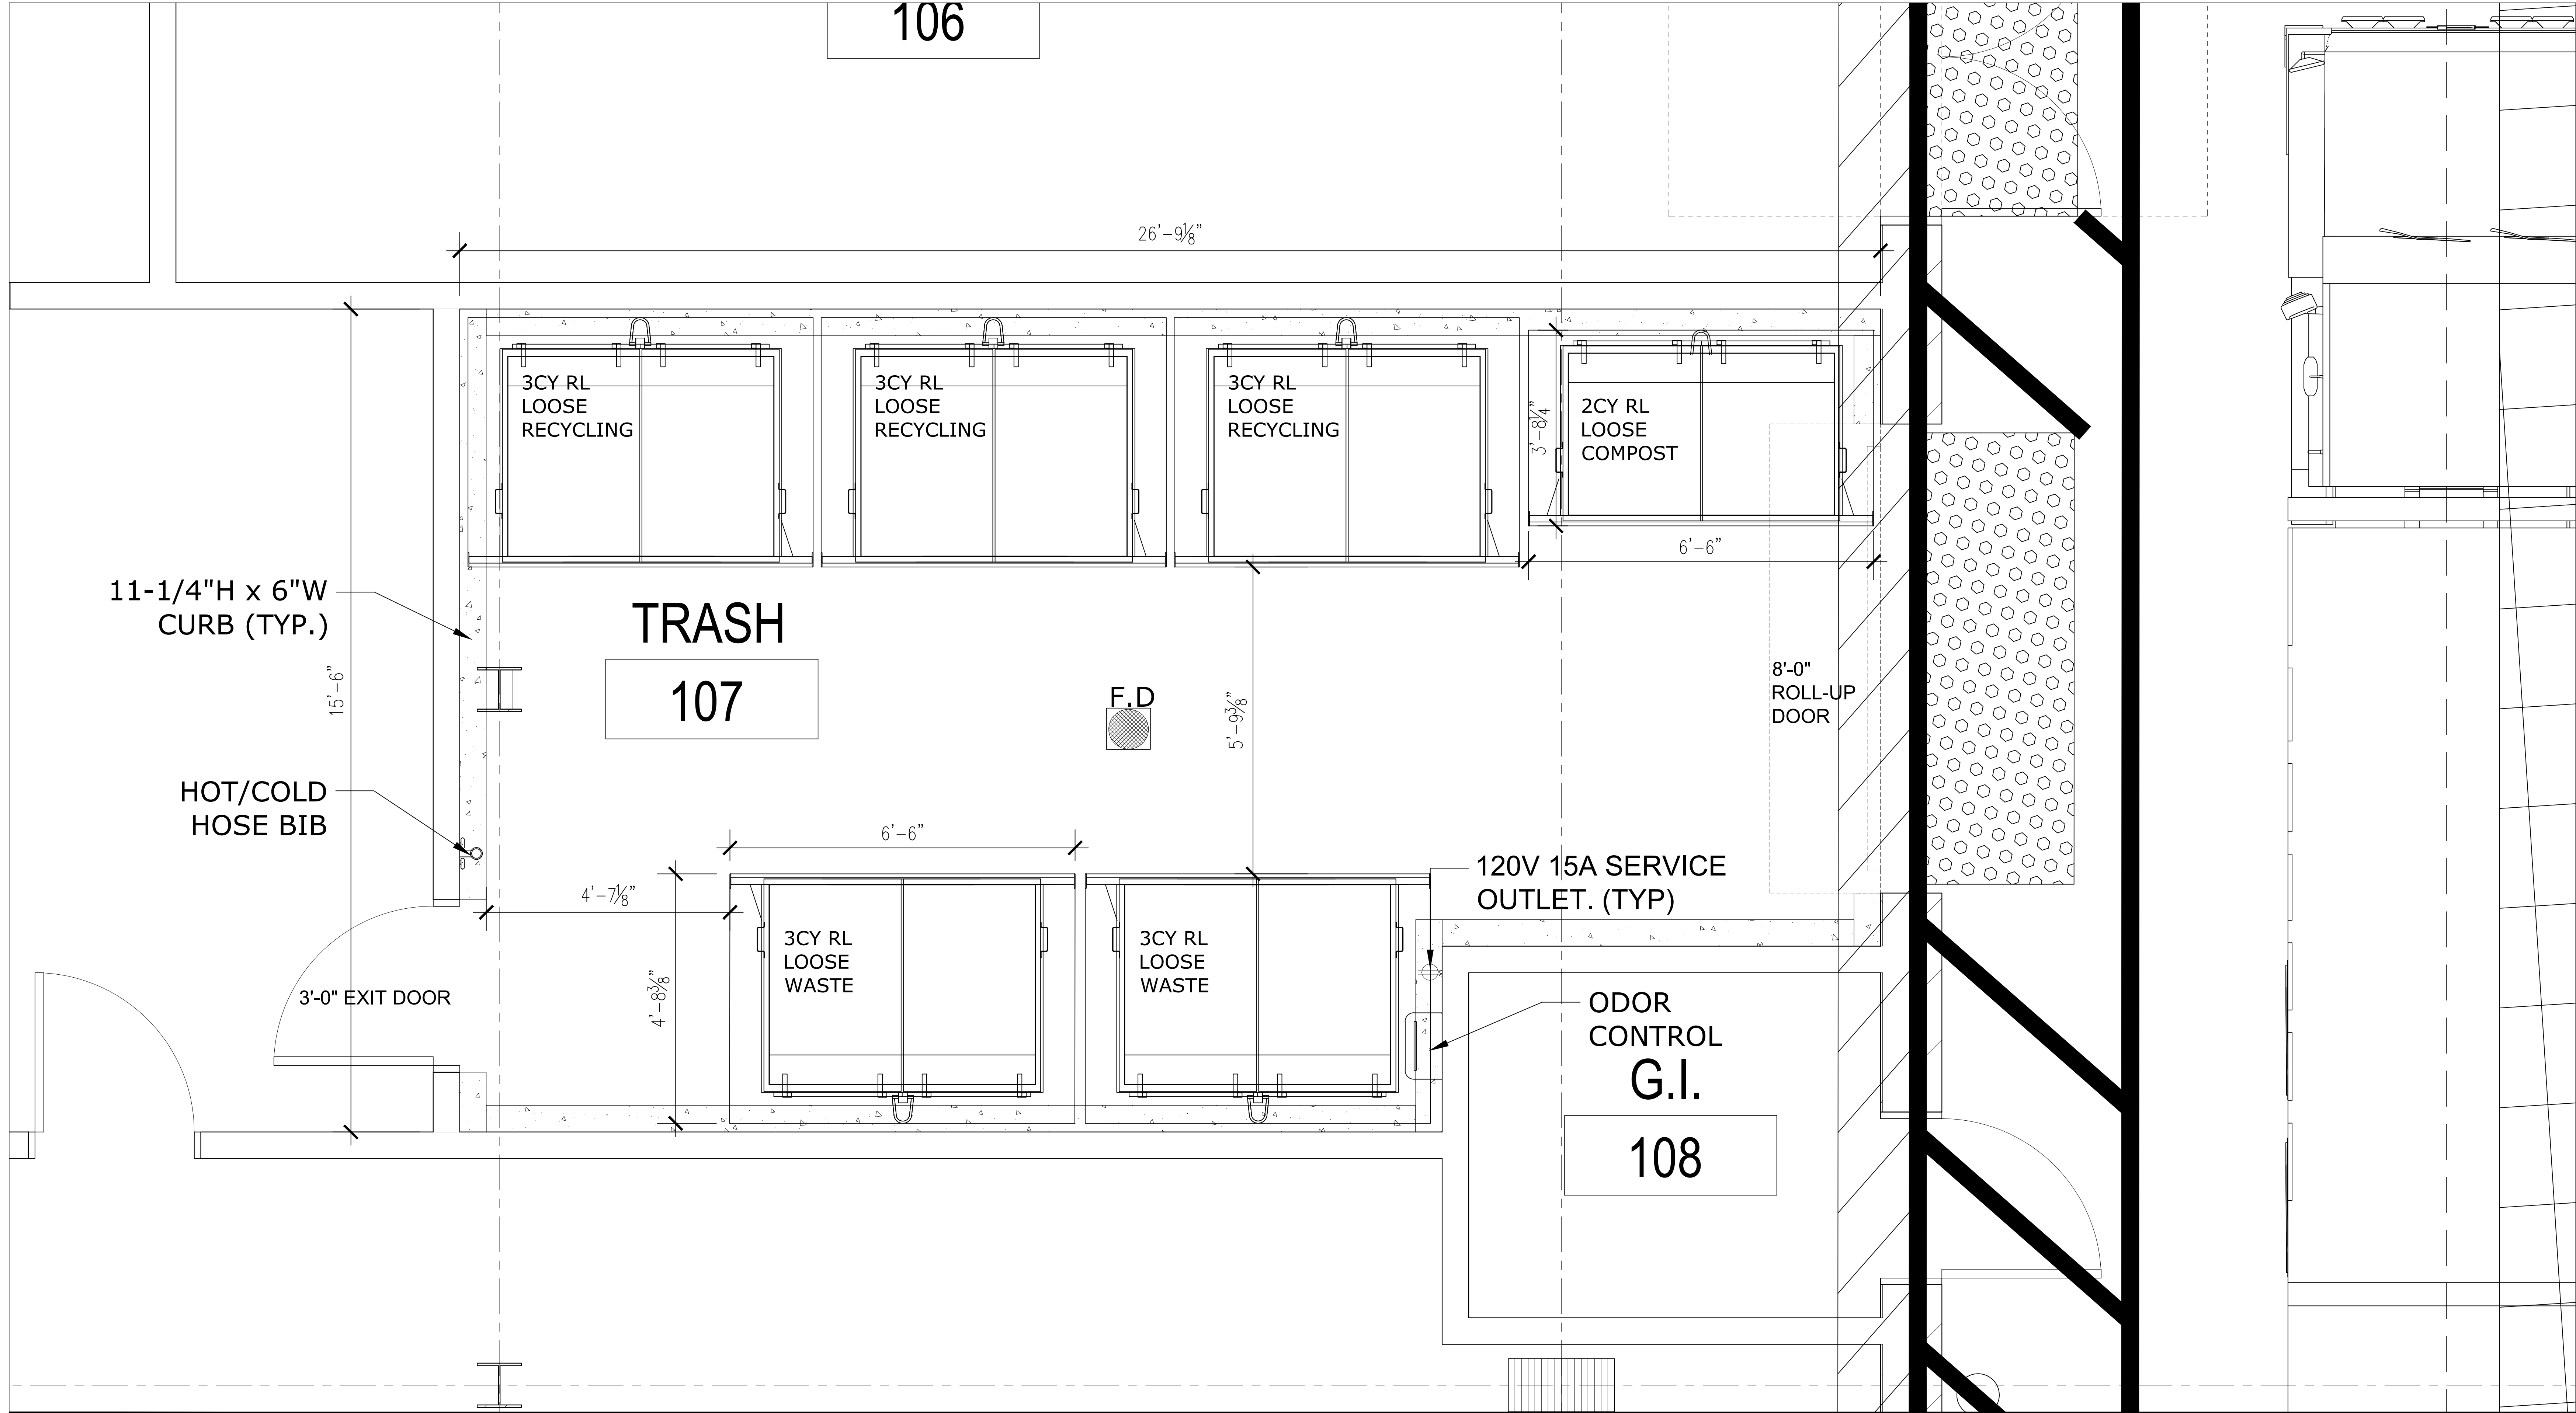 106
26'-9⅛"
3CY RL
LOOSE
RECYCLING
3CY RL
LOOSE
RECYCLING
3CY RL
LOOSE
RECYCLING
3'-8¼"
2CY RL
LOOSE
COMPOST
6'-6"
11-1/4"H x 6"W
CURB (TYP.)
TRASH
107
15'-6"
F.D
5'-9⅜"
8'-0"
ROLL-UP
DOOR
HOT/COLD
HOSE BIB
6'-6"
4'-7⅛"
120V 15A SERVICE
OUTLET. (TYP)
3'-0" EXIT DOOR
4'-8⅜"
3CY RL
LOOSE
WASTE
3CY RL
LOOSE
WASTE
ODOR
CONTROL
G.I.
108